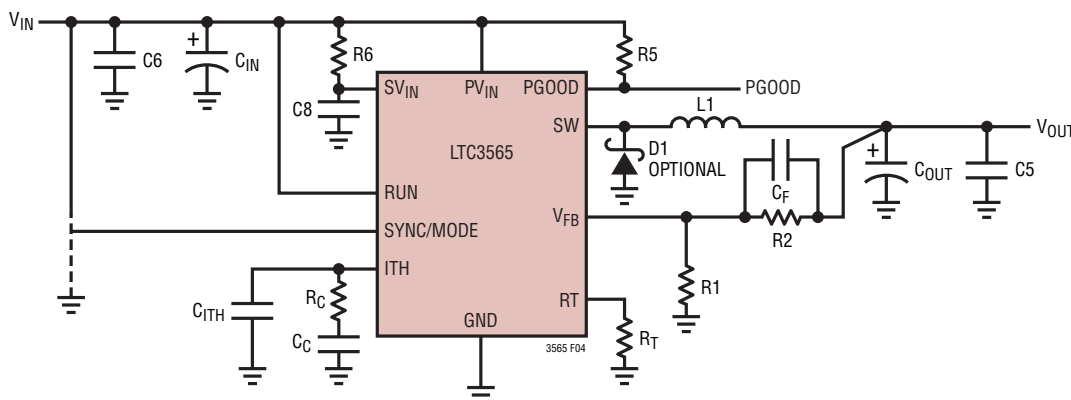 VIN
C6
+
CIN
R6
R5
SVIN
PVIN
PGOOD
PGOOD
C8
L1
SW
LTC3565
D1
OPTIONAL
VOUT
+
COUT
C5
CF
RUN
VFB
R2
SYNC/MODE
ITH
R1
CITH
RC
RT
CC
GND
RT
3565 F04